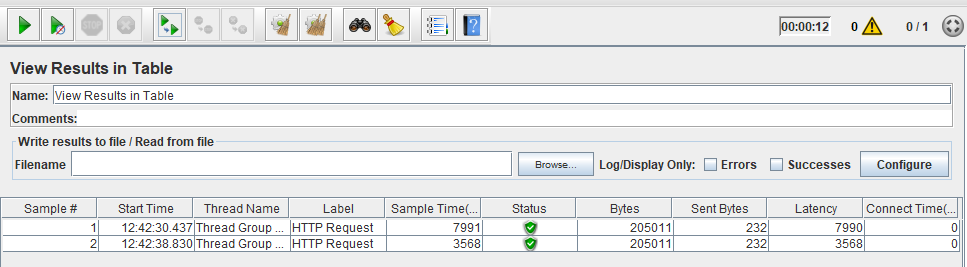 STOP
00:00:12 0 0 / 1
View Results in Table
Name: View Results in Table
Comments:
Write results to file / Read from file
Filename Browse... Log/Display Only: Errors Successes Configure
Sample # Start Time Thread Name Label Sample Time(... Status Bytes Sent Bytes Latency Connect Time(...
1 12:42:30.437 Thread Group ... HTTP Request 7991 205011 232 7990 0
2 12:42:38.830 Thread Group ... HTTP Request 3568 205011 232 3568 0